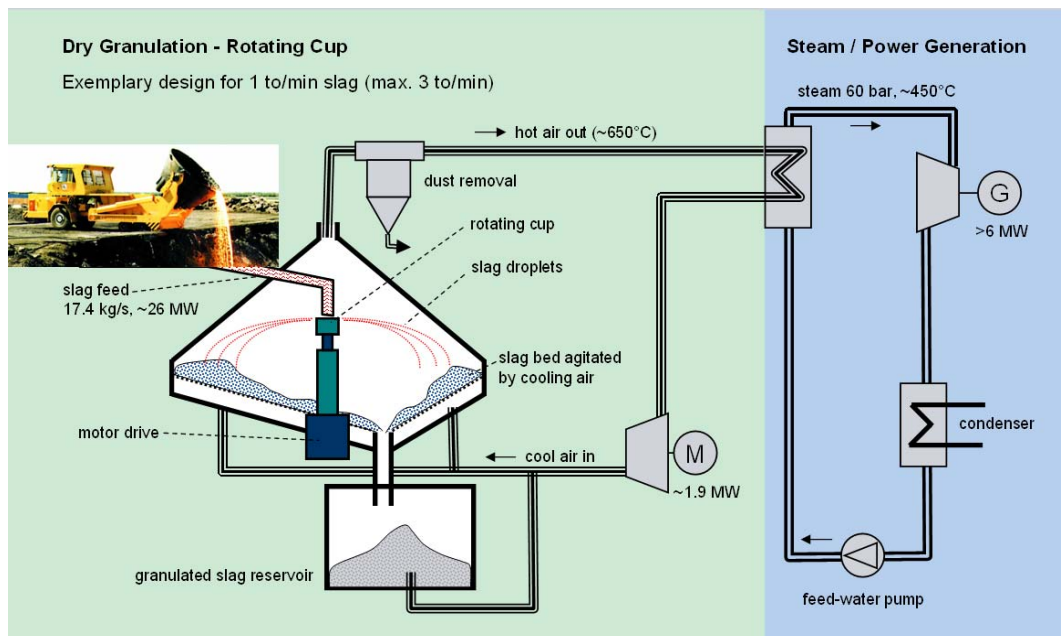 Dry Granulation - Rotating Cup
Exemplary design for 1 to/min slag (max. 3 to/min)
Steam / Power Generation
steam 60 bar, ~450°C
hot air out (~650°C)
dust removal
G
>6 MW
rotating cup
slag droplets
slag feed
17.4 kg/s, ~26 MW
slag bed agitated
by cooling air
condenser
motor drive
cool air in
M
~1.9 MW
granulated slag reservoir
feed-water pump